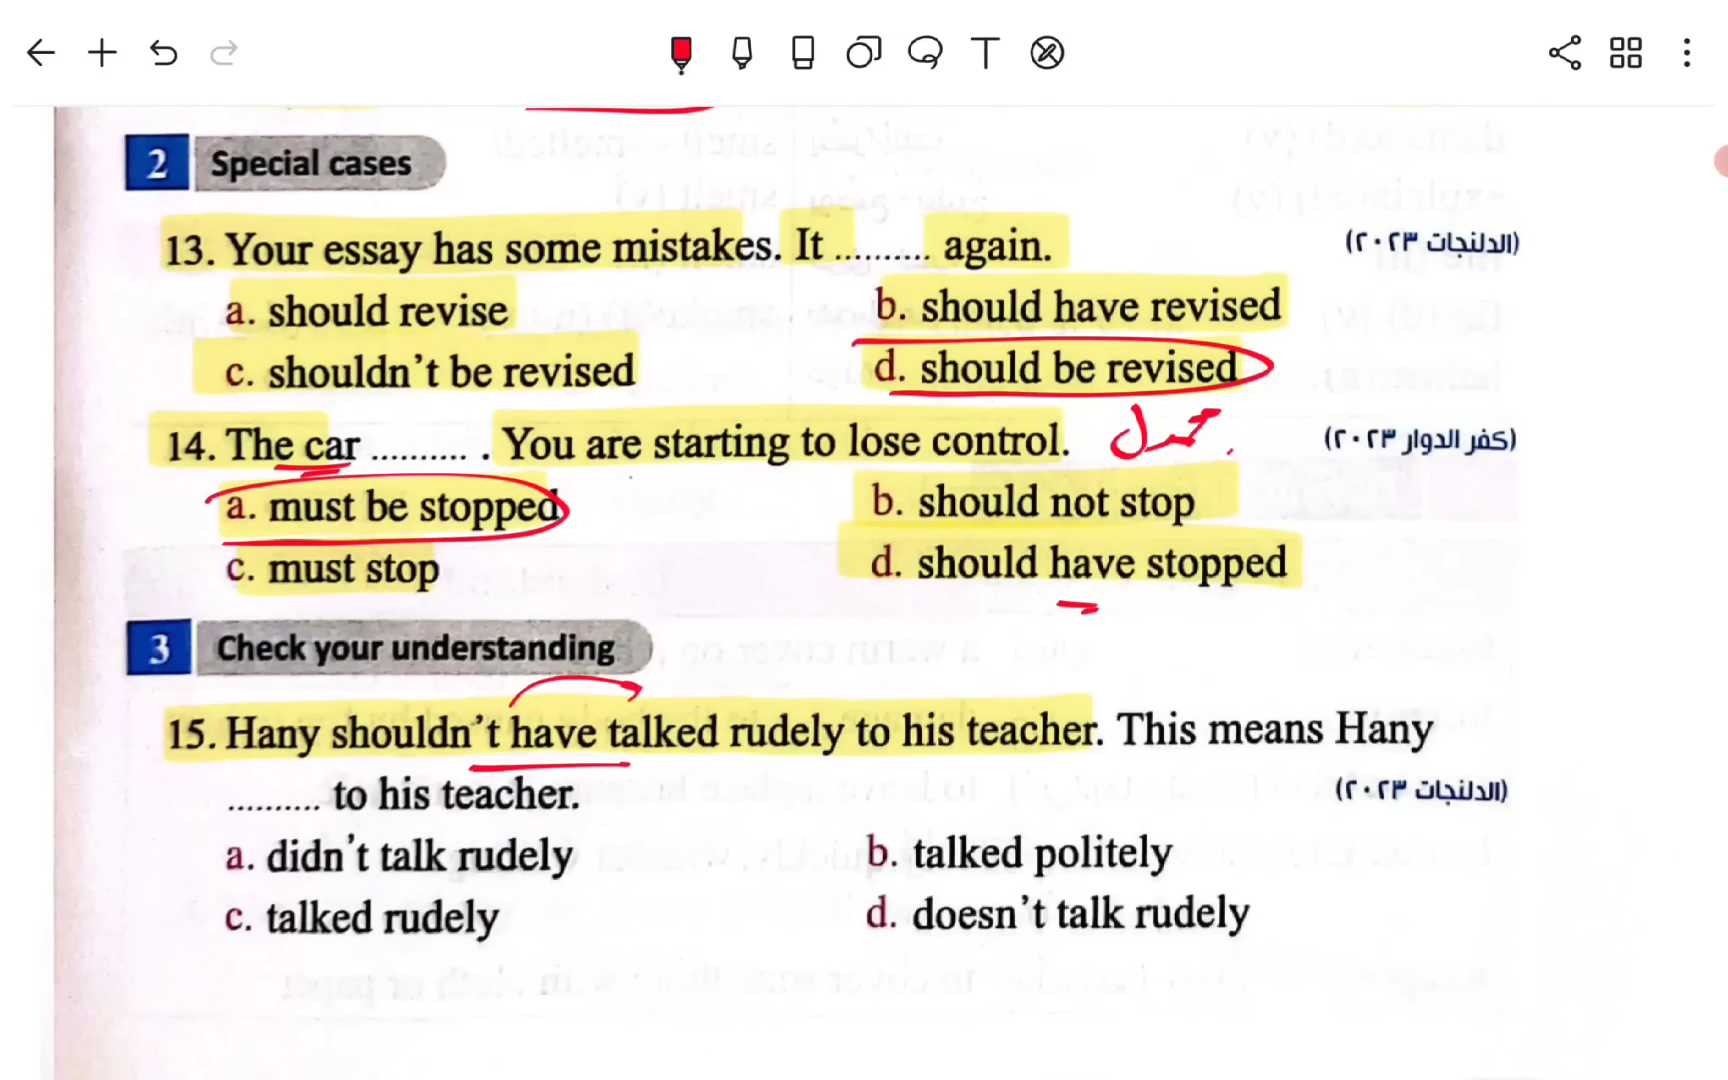 2 Special cases
13. Your essay has some mistakes. It .......... again. (الدلنجات ٢٠٢٣)
a. should revise b. should have revised
c. shouldn't be revised d. should be revised
14. The car .......... . You are starting to lose control. (كفر الدوار ٢٠٢٣)
a. must be stopped b. should not stop
c. must stop d. should have stopped
3 Check your understanding
15. Hany shouldn't have talked rudely to his teacher. This means Hany
.......... to his teacher. (الدلنجات ٢٠٢٣)
a. didn't talk rudely b. talked politely
c. talked rudely d. doesn't talk rudely